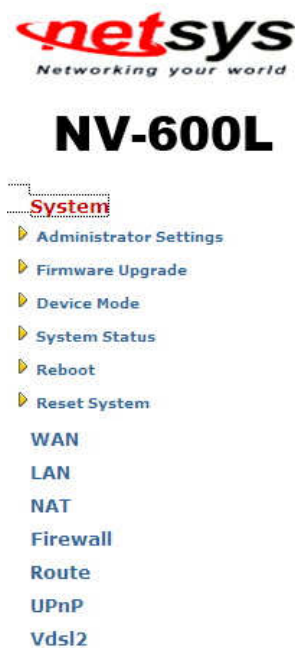 netsys
Networking your world
NV-600L
System
Administrator Settings
Firmware Upgrade
Device Mode
System Status
Reboot
Reset System
WAN
LAN
NAT
Firewall
Route
UPnP
Vdsl2